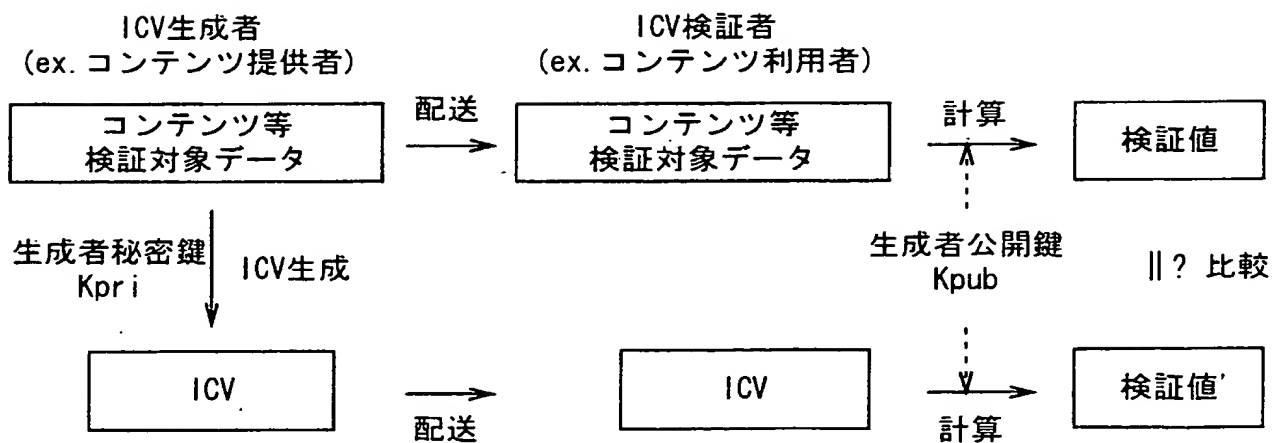 ICV生成者
(ex.コンテンツ提供者)
ICV検証者
(ex.コンテンツ利用者)
コンテンツ等
検証対象データ
配送
コンテンツ等
検証対象データ
計算
検証値
生成者秘密鍵
Kpri
ICV生成
生成者公開鍵
Kpub
||? 比較
ICV
配送
ICV
計算
検証値'